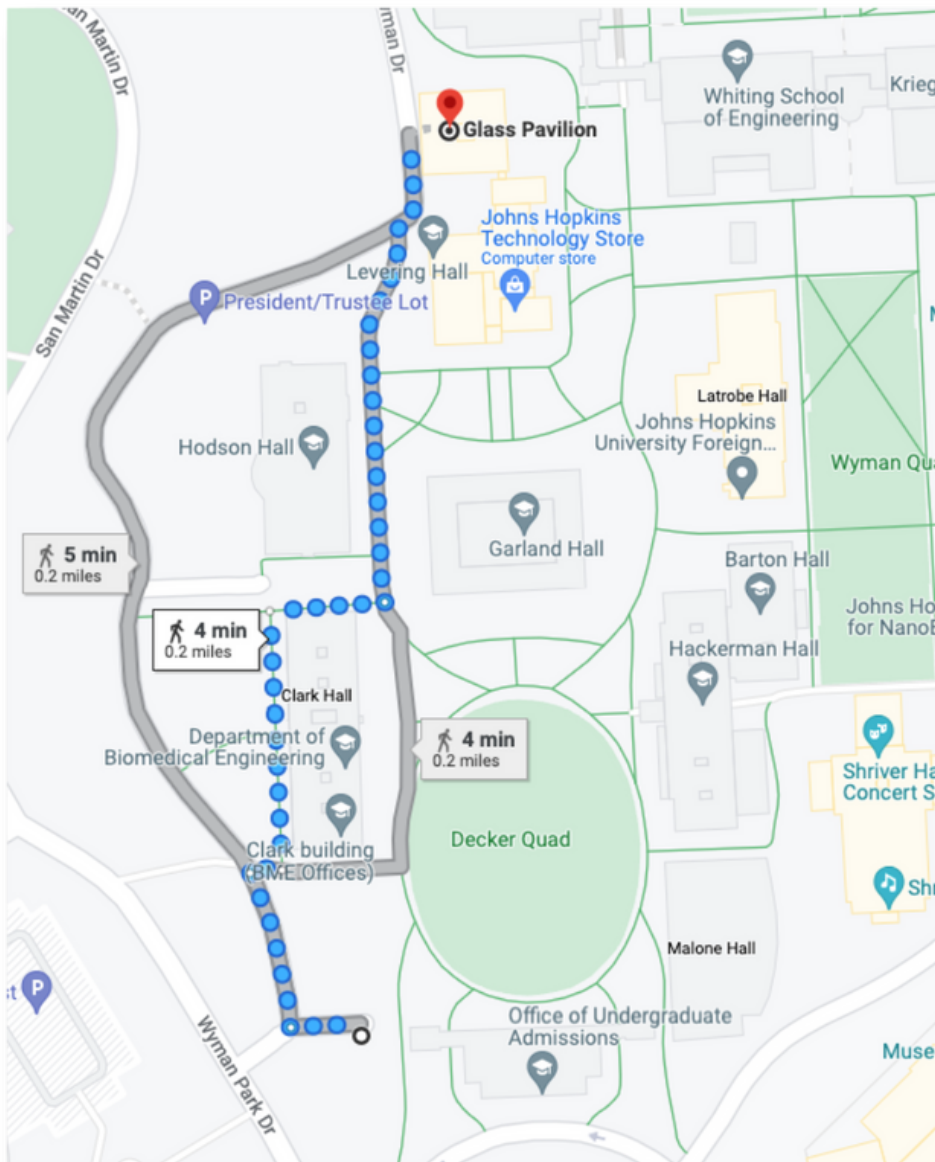 San Martin Dr
Wyman Dr
Glass Pavilion
Whiting School
of Engineering
Krieg
Johns Hopkins
Technology Store
Computer store
Levering Hall
San Martin Dr
P
President/Trustee Lot
Latrobe Hall
Johns Hopkins
University Foreign...
Hodson Hall
Wyman Qua
Garland Hall
5 min
0.2 miles
Barton Hall
Johns Ho
for NanoB
4 min
0.2 miles
Hackerman Hall
Clark Hall
Department of
Biomedical Engineering
4 min
0.2 miles
Shriver Ha
Concert S
Decker Quad
Clark building
(BME Offices)
Shr
Malone Hall
st P
Office of Undergraduate
Admissions
Wyman Park Dr
Muse